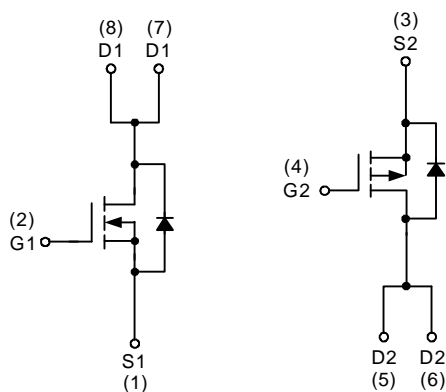 (8) (7)
D1 D1
(2)
G1
S1
(1)
(3)
S2
(4)
G2
D2 D2
(5) (6)